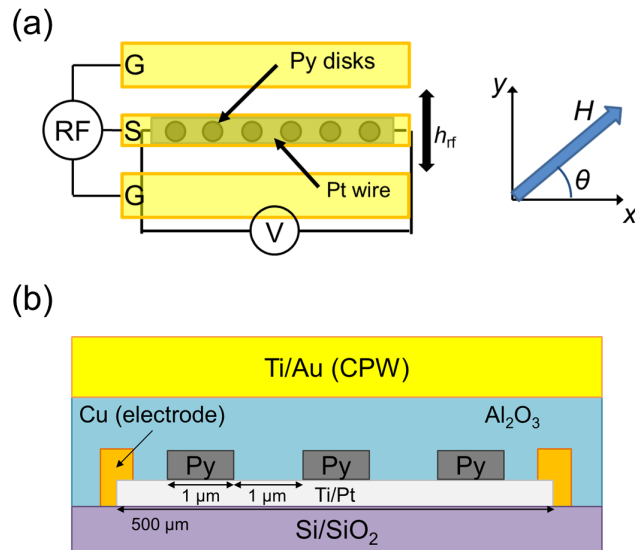 (a)
G
Py disks
RF
S
hrf
G
Pt wire
V
y
H
θ
x
(b)
Ti/Au (CPW)
Cu (electrode)
Al2O3
Py
Py
Py
1 μm
1 μm
Ti/Pt
500 μm
Si/SiO2